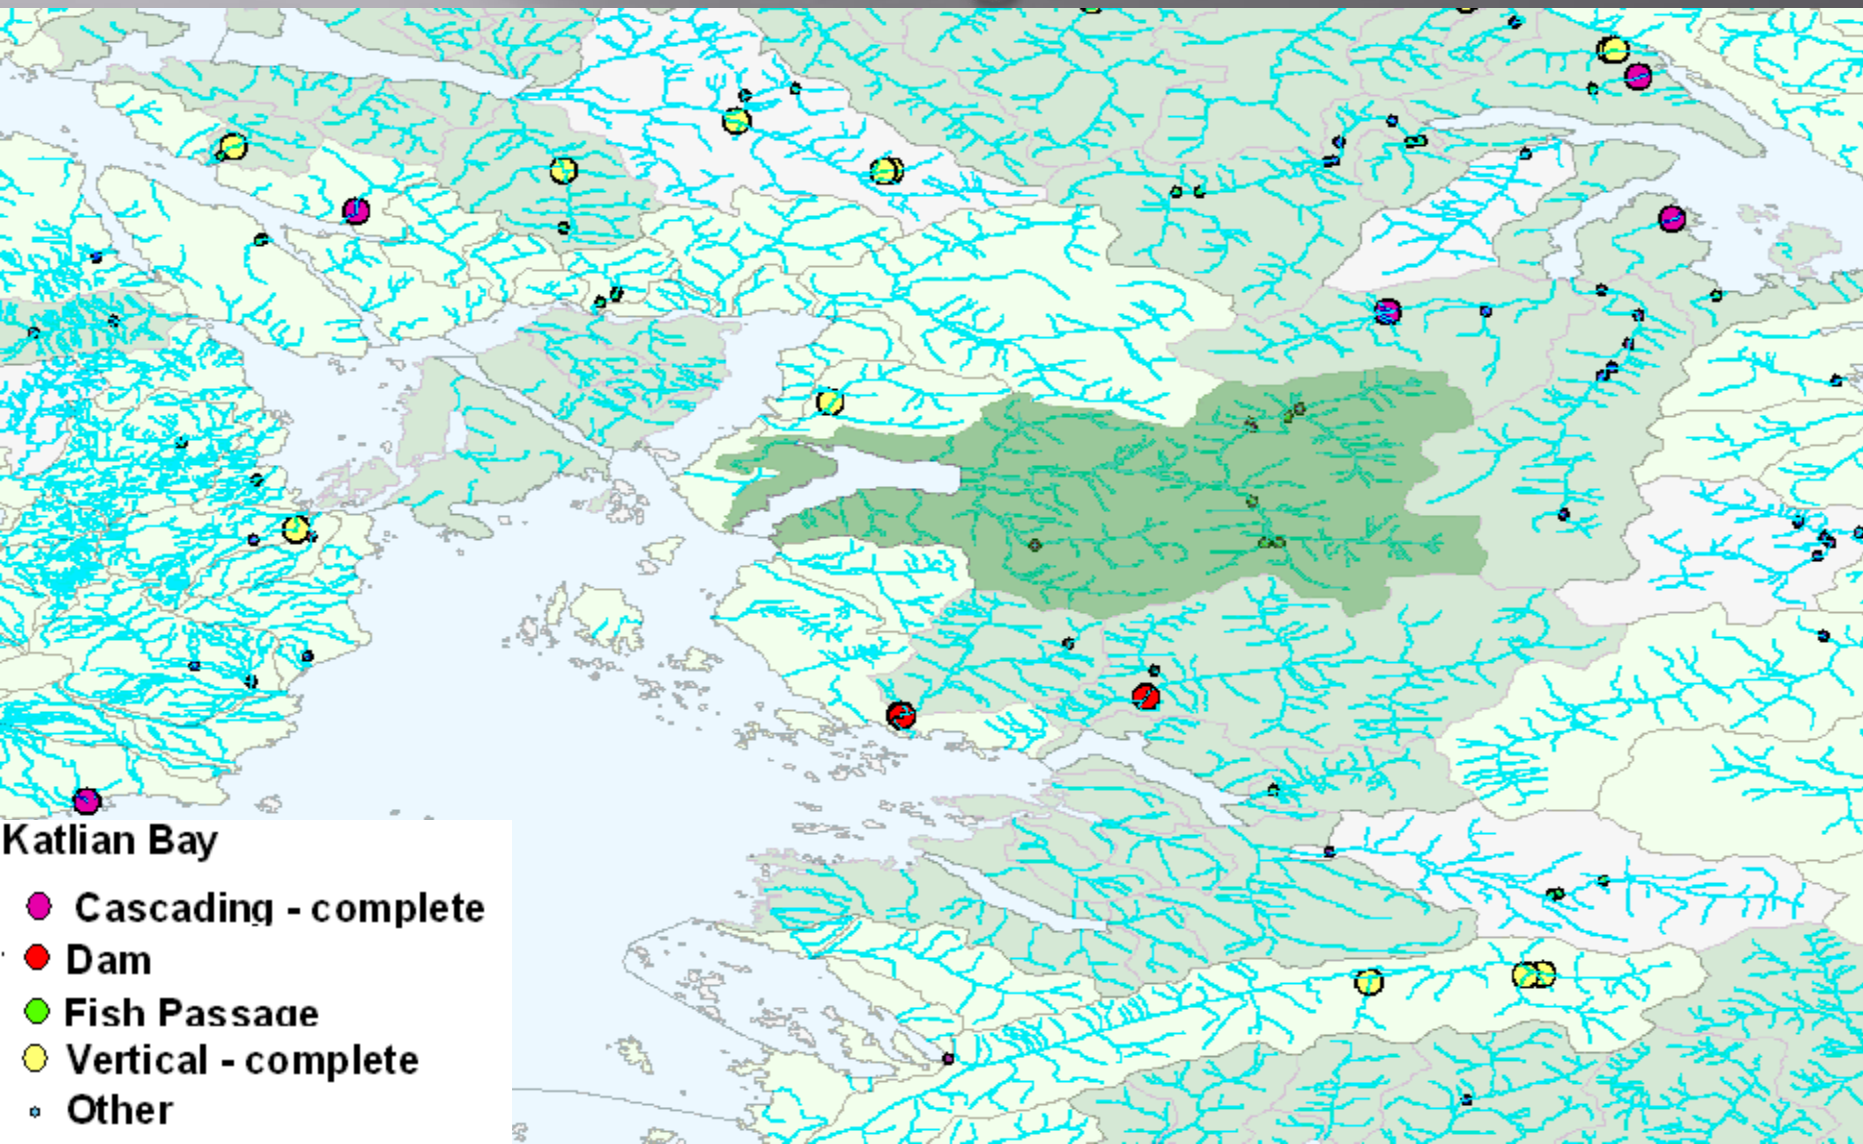 Katlian Bay
Cascading - complete
Dam
Fish Passage
Vertical - complete
Other